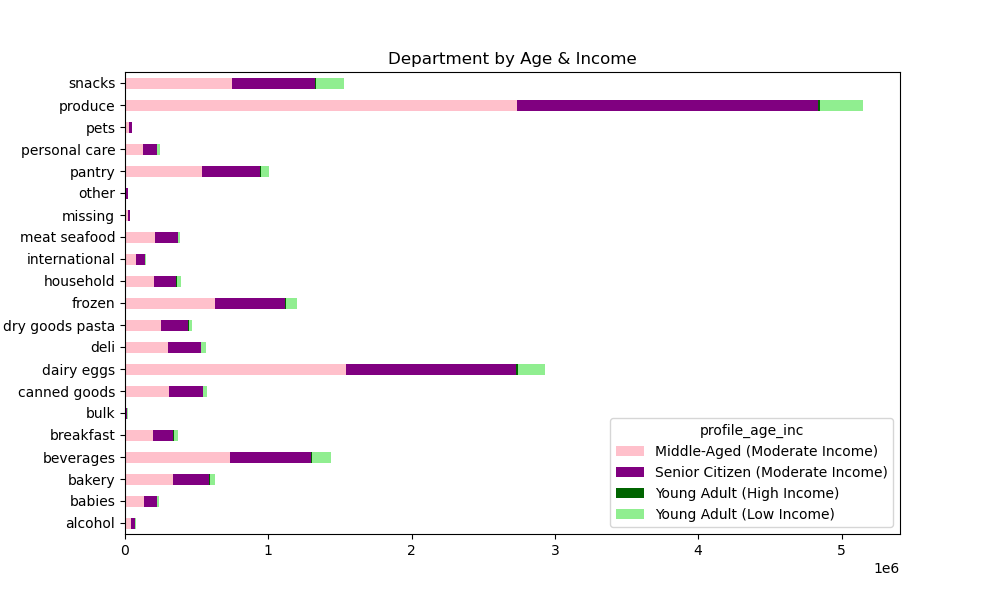 Department by Age & Income
snacks
produce
pets
personal care
pantry
other
missing
meat seafood
international
household
frozen
dry goods pasta
deli
dairy eggs
canned goods
bulk
breakfast
beverages
bakery
babies
alcohol
profile_age_inc
Middle-Aged (Moderate Income)
Senior Citizen (Moderate Income)
Young Adult (High Income)
Young Adult (Low Income)
0 1 2 3 4 5
1e6